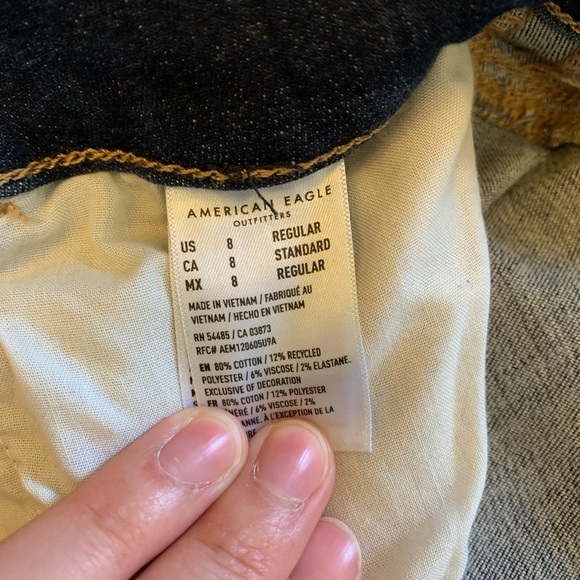 AMERICAN EAGLE
OUTFITTERS
US 8 REGULAR
CA 8 STANDARD
MX 8 REGULAR
MADE IN VIETNAM / FABRIQUÉ AU
VIETNAM / HECHO EN VIETNAM
RN 54485 / CA 03873
RFC# AEM120605U9A
EN 80% COTTON / 12% RECYCLED
POLYESTER / 6% VISCOSE / 2% ELASTANE.
EXCLUSIVE OF DECORATION
FR 80% COTON / 12% POLYESTER
/ 6% VISCOSE / 2%
À L'EXCEPTION DE LA